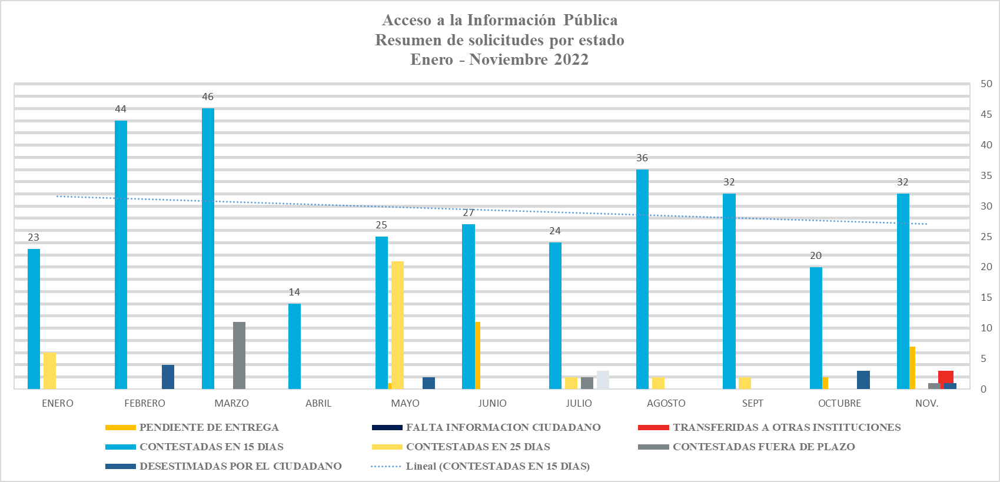 Acceso a la Información Pública
Resumen de solicitudes por estado
Enero - Noviembre 2022
50
45
40
35
30
25
20
15
10
5
0
23
44
46
14
25
27
24
36
32
20
32
ENERO
FEBRERO
MARZO
ABRIL
MAYO
JUNIO
JULIO
AGOSTO
SEPT
OCTUBRE
NOV.
PENDIENTE DE ENTREGA
FALTA INFORMACION CIUDADANO
TRANSFERIDAS A OTRAS INSTITUCIONES
CONTESTADAS EN 15 DIAS
CONTESTADAS EN 25 DIAS
CONTESTADAS FUERA DE PLAZO
DESESTIMADAS POR EL CIUDADANO
Lineal (CONTESTADAS EN 15 DIAS)